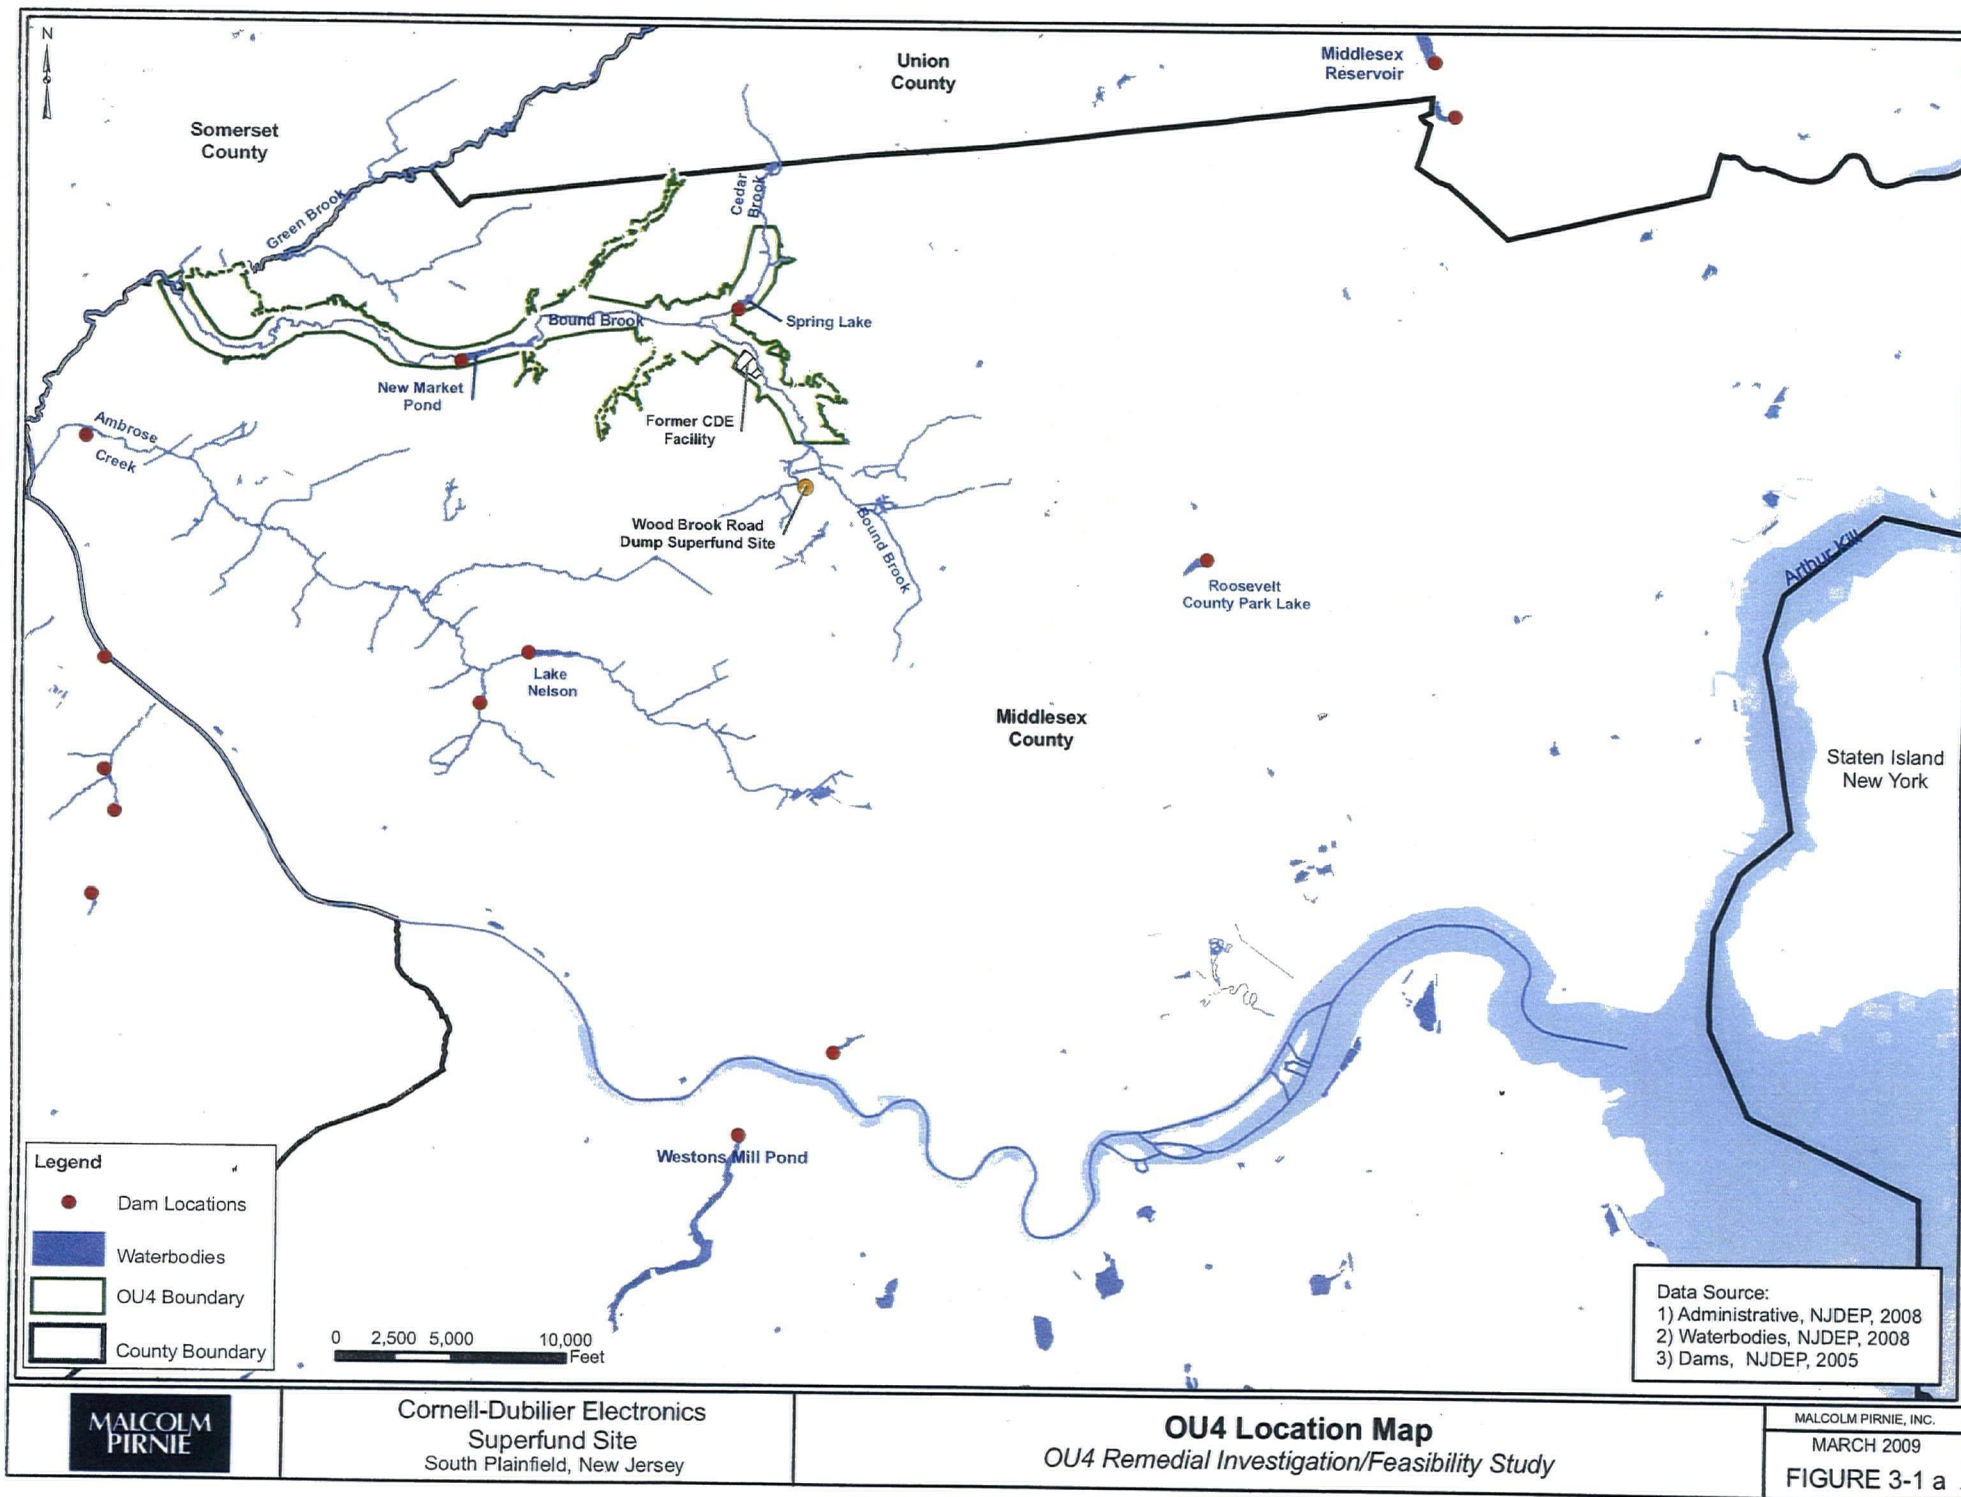 N
Somerset
County
Union
County
Middlesex
Reservoir
Green Brook
Cedar
Brook
Bound Brook
Spring Lake
New Market
Pond
Former CDE
Facility
Ambrose
Creek
Wood Brook Road
Dump Superfund Site
Bound Brook
Roosevelt
County Park Lake
Arthur Kill
Lake
Nelson
Middlesex
County
Staten Island
New York
Westons Mill Pond
Legend
Dam Locations
Waterbodies
OU4 Boundary
County Boundary
0 2,500 5,000 10,000
Feet
Data Source:
1) Administrative, NJDEP, 2008
2) Waterbodies, NJDEP, 2008
3) Dams, NJDEP, 2005
MALCOLM
PIRNIE
Cornell-Dubilier Electronics
Superfund Site
South Plainfield, New Jersey
OU4 Location Map
OU4 Remedial Investigation/Feasibility Study
MALCOLM PIRNIE, INC.
MARCH 2009
FIGURE 3-1 a